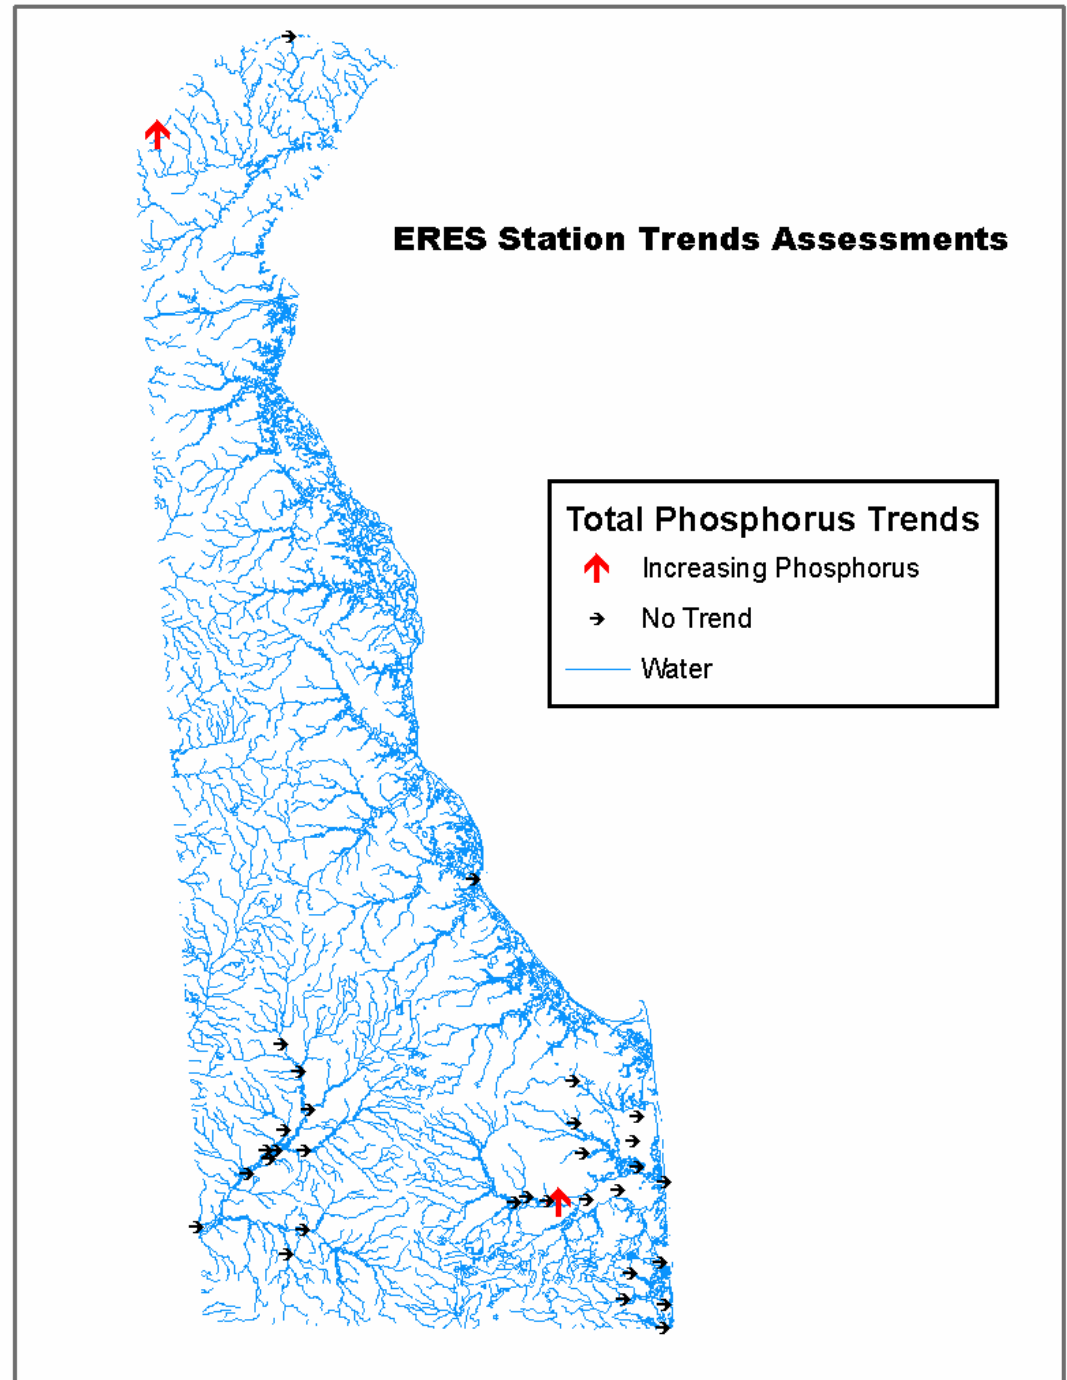 ERES Station Trends Assessments
Total Phosphorus Trends
Increasing Phosphorus
No Trend
Water